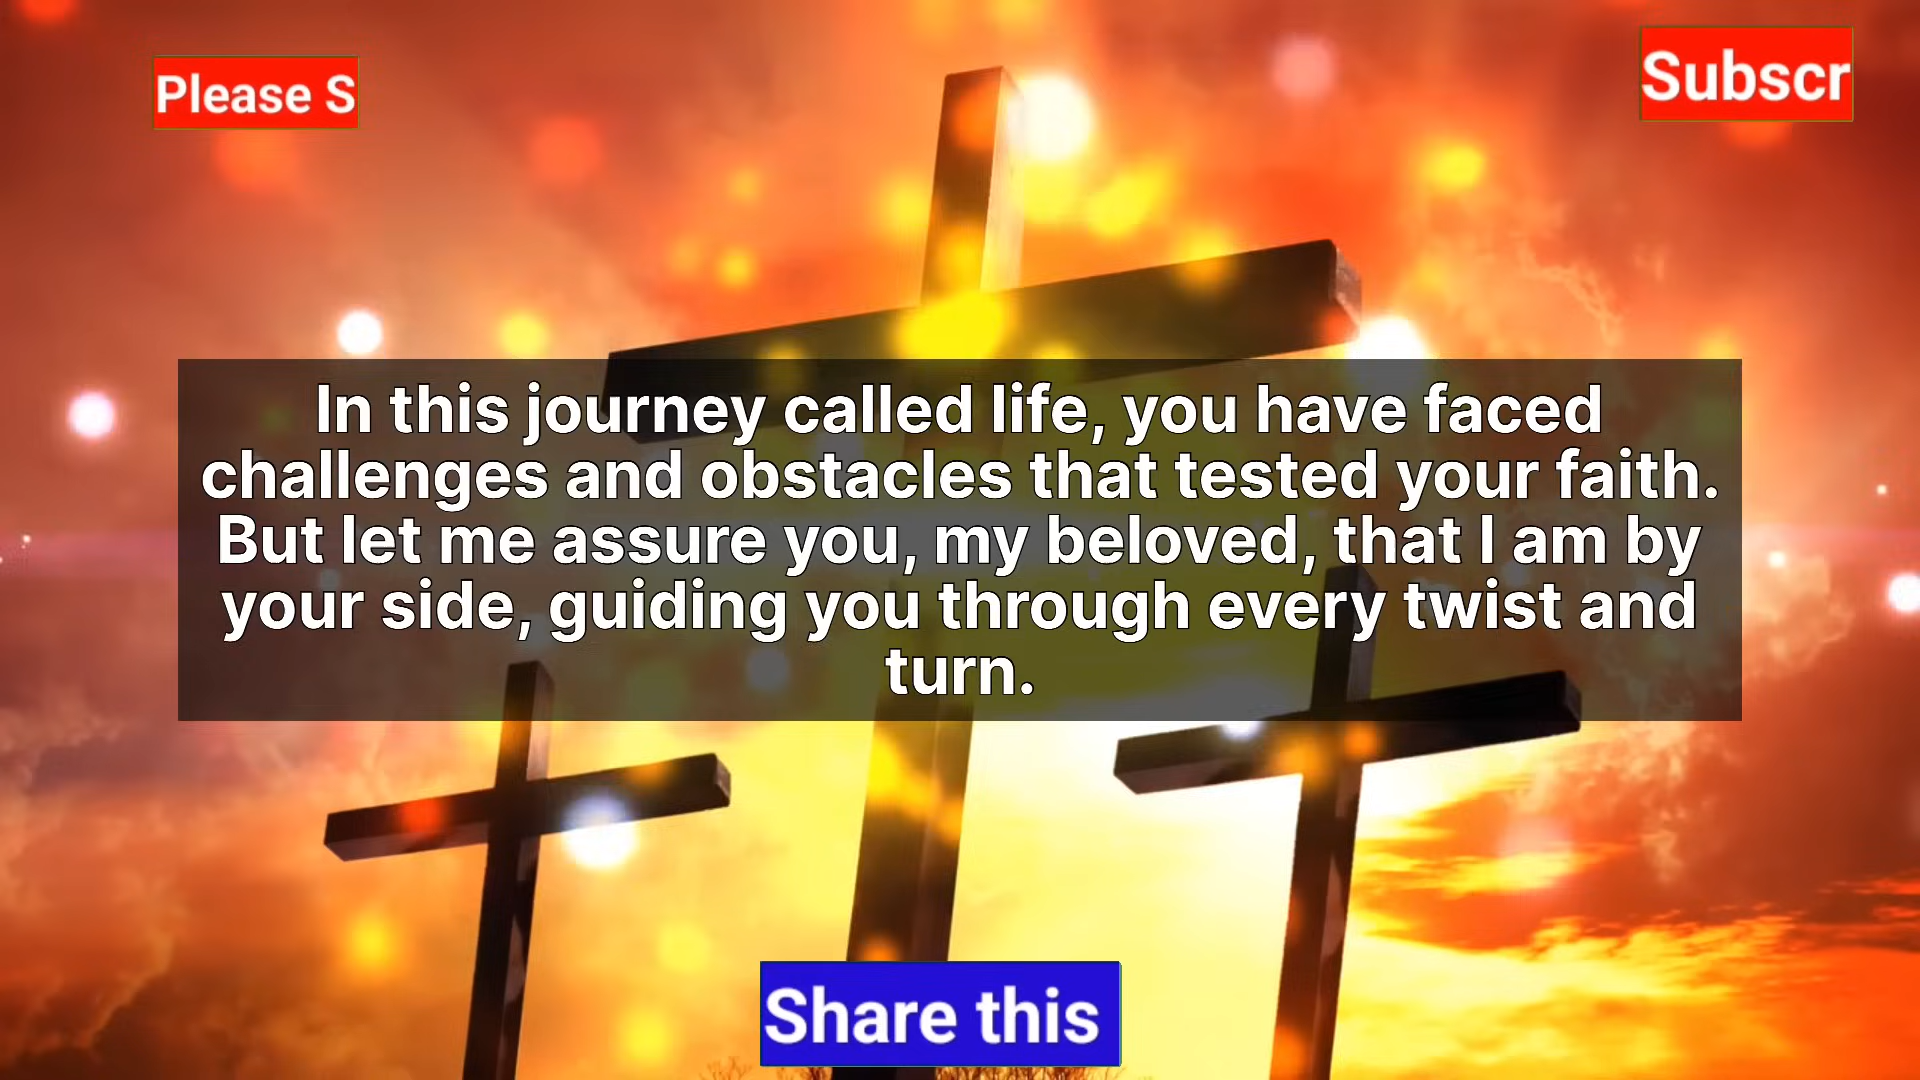 Please S
Subscr
In this journey called life, you have faced
challenges and obstacles that tested your faith.
But let me assure you, my beloved, that I am by
your side, guiding you through every twist and
turn.
Share this